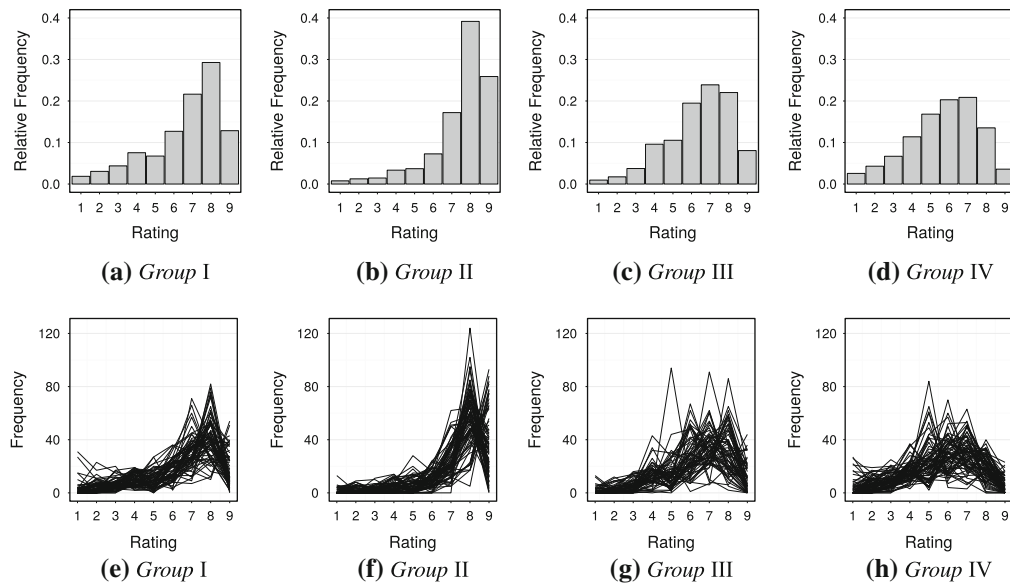 Relative Frequency
0.4
0.3
0.2
0.1
0.0
1 2 3 4 5 6 7 8 9
Rating
(a) Group I
Relative Frequency
0.4
0.3
0.2
0.1
0.0
1 2 3 4 5 6 7 8 9
Rating
(b) Group II
Relative Frequency
0.4
0.3
0.2
0.1
0.0
1 2 3 4 5 6 7 8 9
Rating
(c) Group III
Relative Frequency
0.4
0.3
0.2
0.1
0.0
1 2 3 4 5 6 7 8 9
Rating
(d) Group IV
Frequency
120
80
40
0
1 2 3 4 5 6 7 8 9
Rating
(e) Group I
Frequency
120
80
40
0
1 2 3 4 5 6 7 8 9
Rating
(f) Group II
Frequency
120
80
40
0
1 2 3 4 5 6 7 8 9
Rating
(g) Group III
Frequency
120
80
40
0
1 2 3 4 5 6 7 8 9
Rating
(h) Group IV